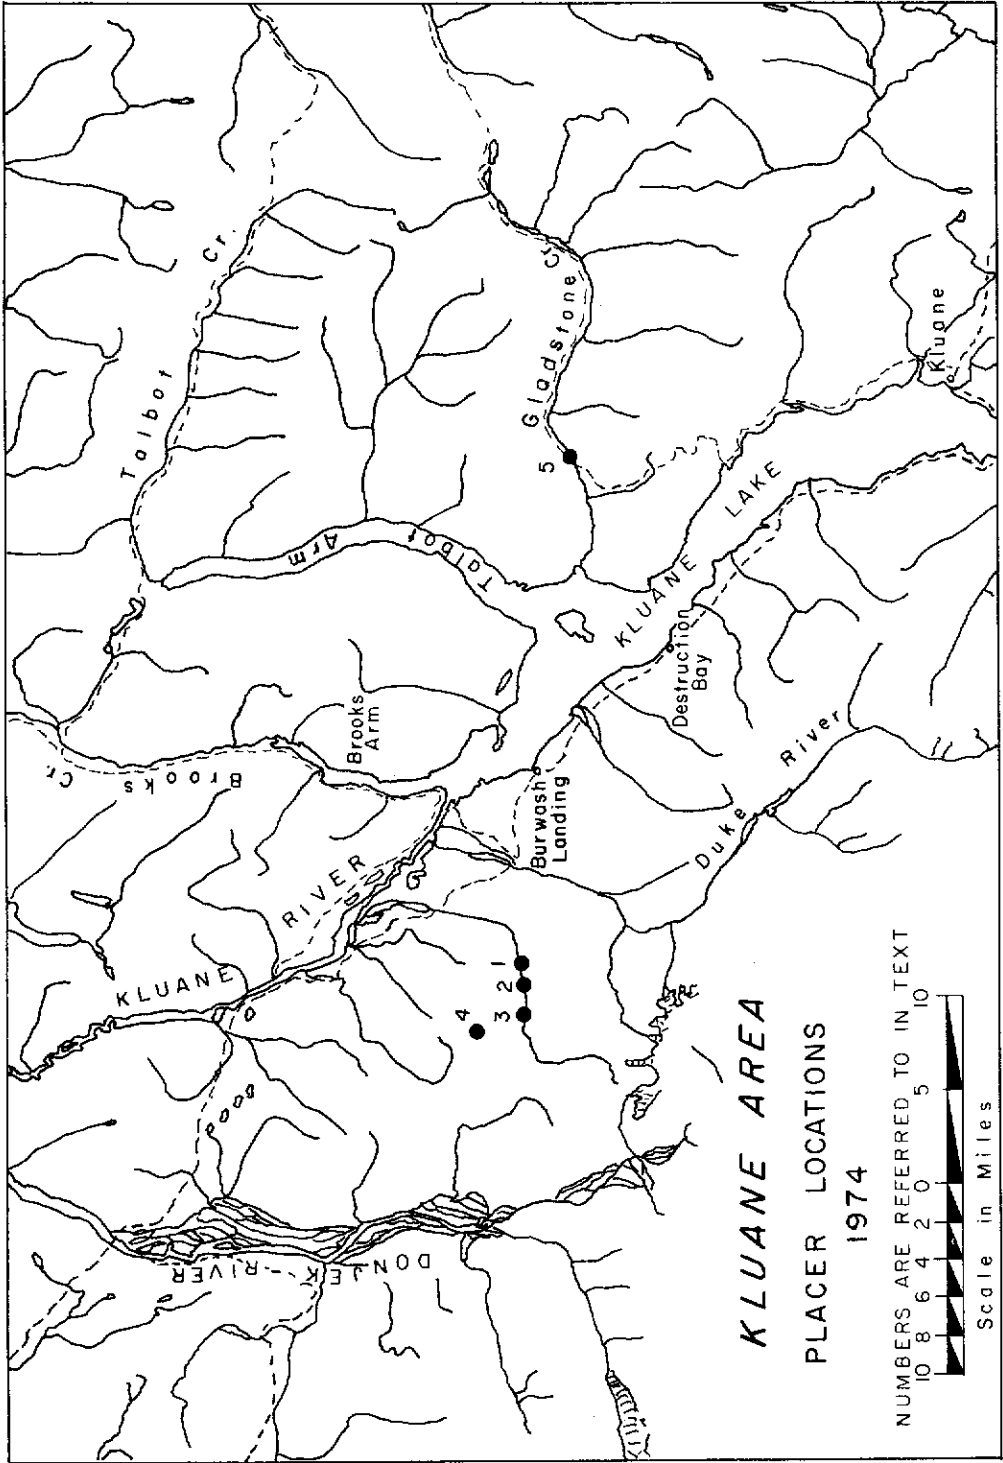 Talbot Cr.
Gladstone Cr.
5
Talbot Arm
KLUANE LAKE
Kluane
Brooks Cr.
Brooks
Arm
Destruction
Bay
Burwash
Landing
Duke River
KLUANE RIVER
1
2
3
4
DONJEK RIVER
KLUANE AREA
PLACER LOCATIONS
1974
NUMBERS ARE REFERRED TO IN TEXT
10 8 6 4 2 0 5 10
Scale in Miles